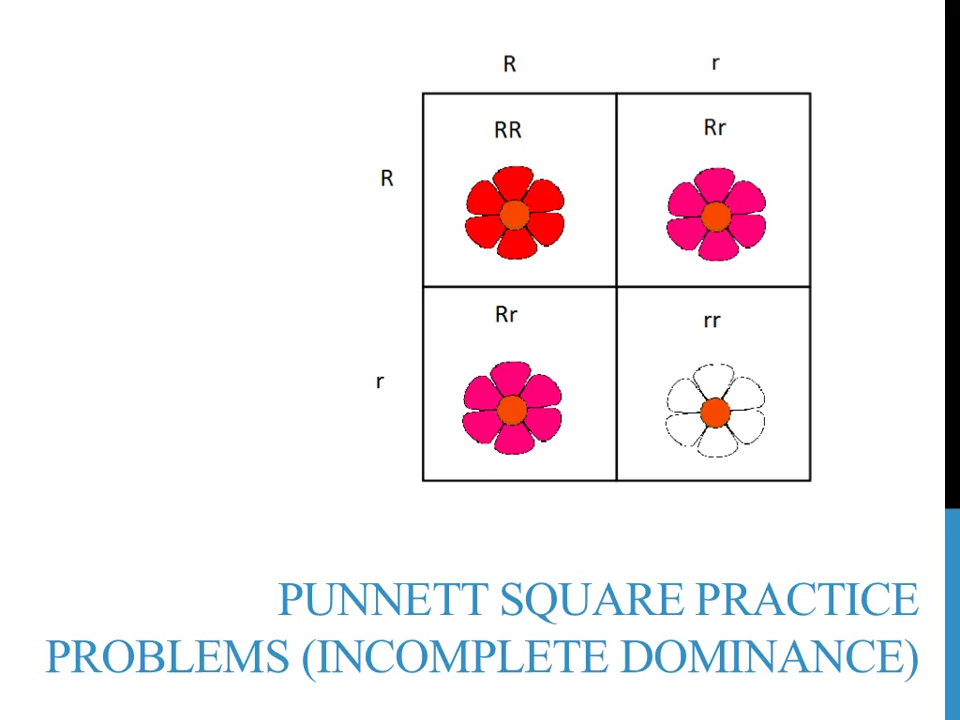 R r
RR Rr
R
Rr rr
r
PUNNETT SQUARE PRACTICE
PROBLEMS (INCOMPLETE DOMINANCE)